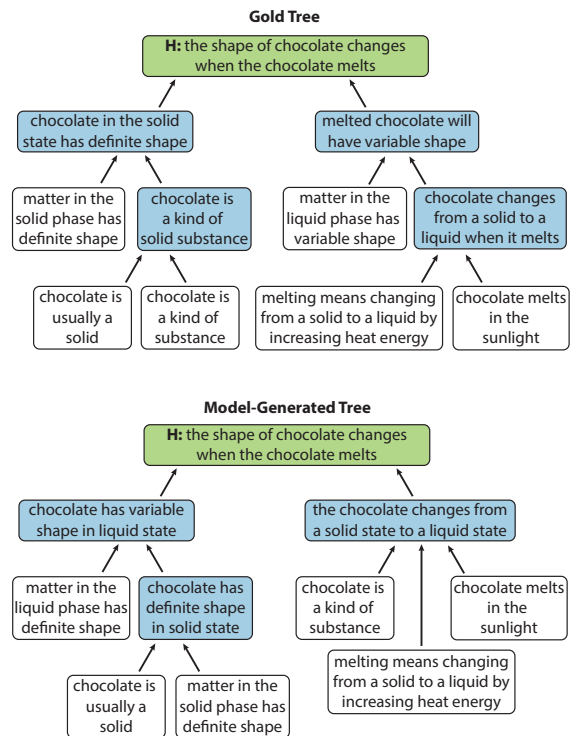 Gold Tree
H: the shape of chocolate changes
when the chocolate melts
chocolate in the solid
state has definite shape
melted chocolate will
have variable shape
matter in the
solid phase has
definite shape
chocolate is
a kind of
solid substance
matter in the
liquid phase has
variable shape
chocolate changes
from a solid to a
liquid when it melts
chocolate is
usually a
solid
chocolate is
a kind of
substance
melting means changing
from a solid to a liquid by
increasing heat energy
chocolate melts
in the
sunlight
Model-Generated Tree
H: the shape of chocolate changes
when the chocolate melts
chocolate has variable
shape in liquid state
the chocolate changes from
a solid state to a liquid state
matter in the
liquid phase has
definite shape
chocolate has
definite shape
in solid state
chocolate is
a kind of
substance
chocolate melts
in the
sunlight
chocolate is
usually a
solid
matter in the
solid phase has
definite shape
melting means changing
from a solid to a liquid by
increasing heat energy